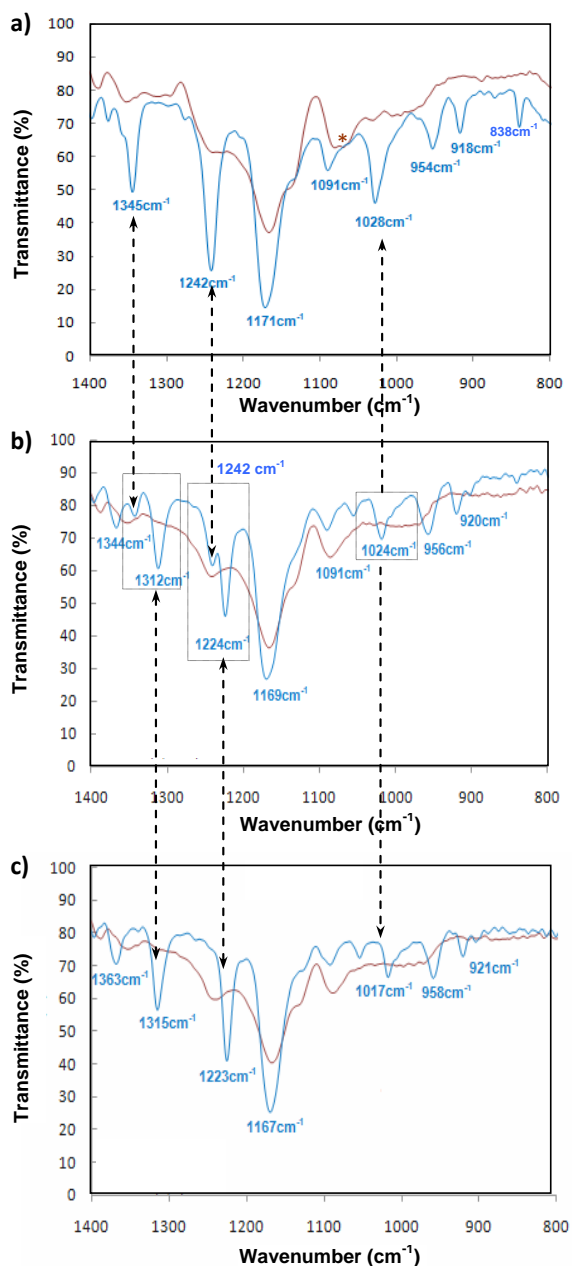 a)
100
90
80
70
60
50
40
30
20
10
0
Transmittance (%)
1345cm-1
1242cm-1
1171cm-1
1091cm-1
*
1028cm-1
954cm-1
918cm-1
838cm-1
1400 1300 1200 1100 1000 900 800
Wavenumber (cm-1)
b)
100
90
80
70
60
50
40
30
20
10
0
Transmittance (%)
1344cm-1
1312cm-1
1242 cm-1
1224cm-1
1169cm-1
1091cm-1
1024cm-1
956cm-1
920cm-1
1400 1300 1200 1100 1000 900 800
Wavenumber (cm-1)
c)
100
90
80
70
60
50
40
30
20
10
0
Transmittance (%)
1363cm-1
1315cm-1
1223cm-1
1167cm-1
1017cm-1
958cm-1
921cm-1
1400 1300 1200 1100 1000 900 800
Wavenumber (cm-1)